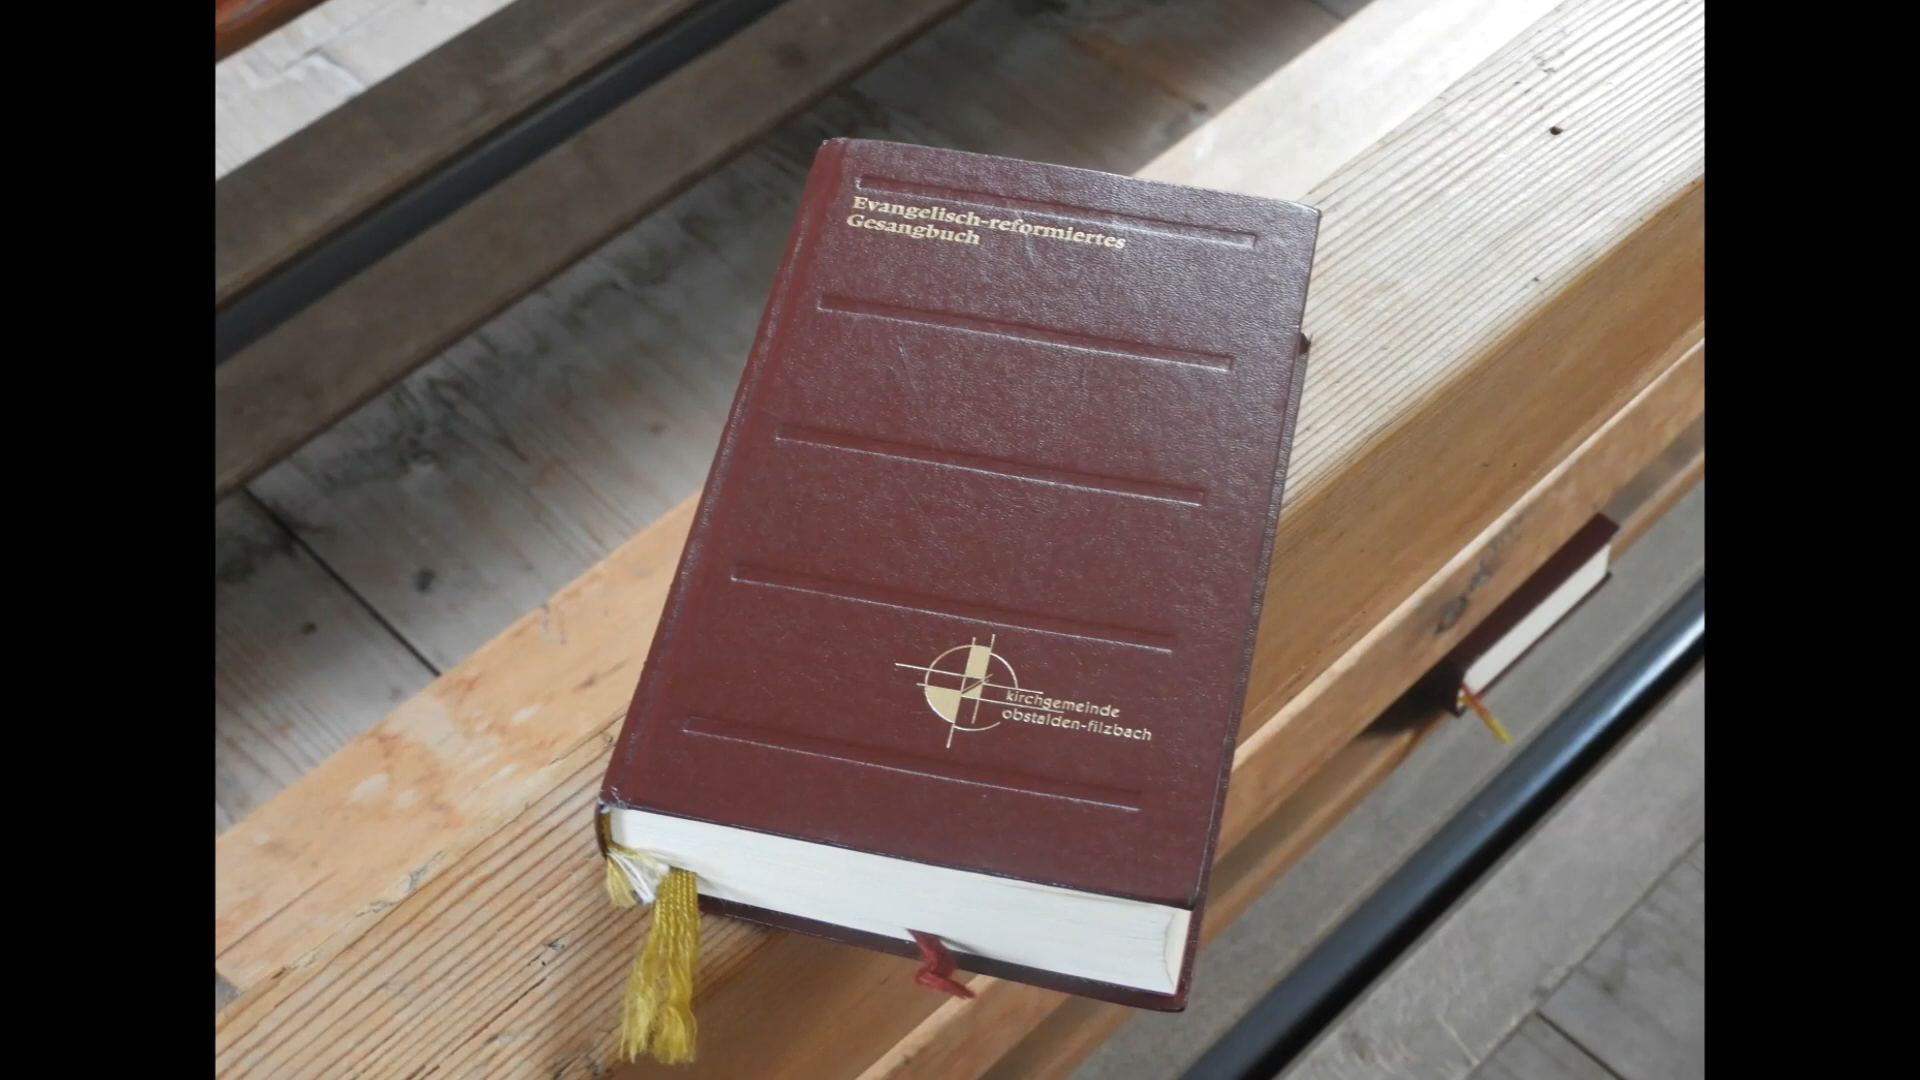 Evangelisch-reformiertes
Gesangbuch
kirchgemeinde
obstalden-filzbach